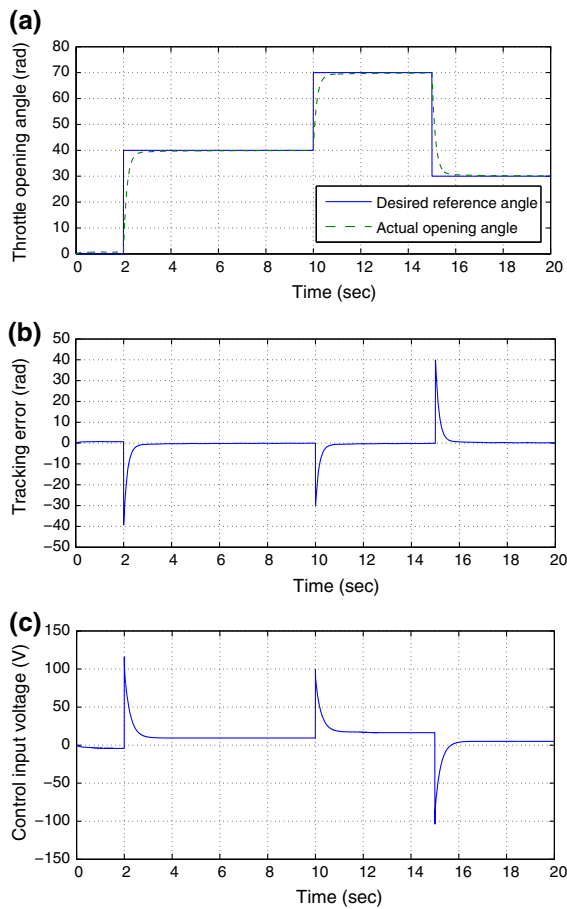 (a)
Throttle opening angle (rad)
80
70
60
50
40
30
20
10
0
0 2 4 6 8 10 12 14 16 18 20
Time (sec)
Desired reference angle
Actual opening angle
(b)
Tracking error (rad)
50
40
30
20
10
0
−10
−20
−30
−40
−50
0 2 4 6 8 10 12 14 16 18 20
Time (sec)
(c)
Control input voltage (V)
150
100
50
0
−50
−100
−150
0 2 4 6 8 10 12 14 16 18 20
Time (sec)